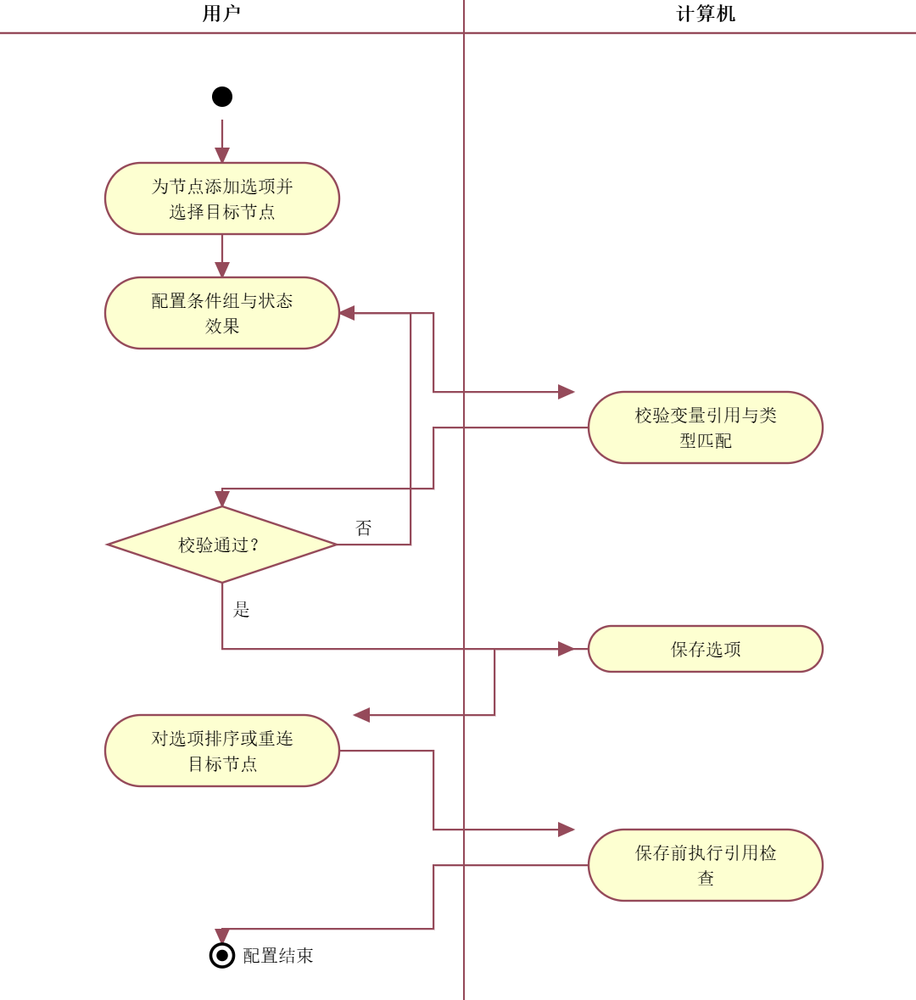 用户
计算机
为节点添加选项并
选择目标节点
配置条件组与状态
效果
校验变量引用与类
型匹配
校验通过？
否
是
保存选项
对选项排序或重连
目标节点
保存前执行引用检
查
配置结束